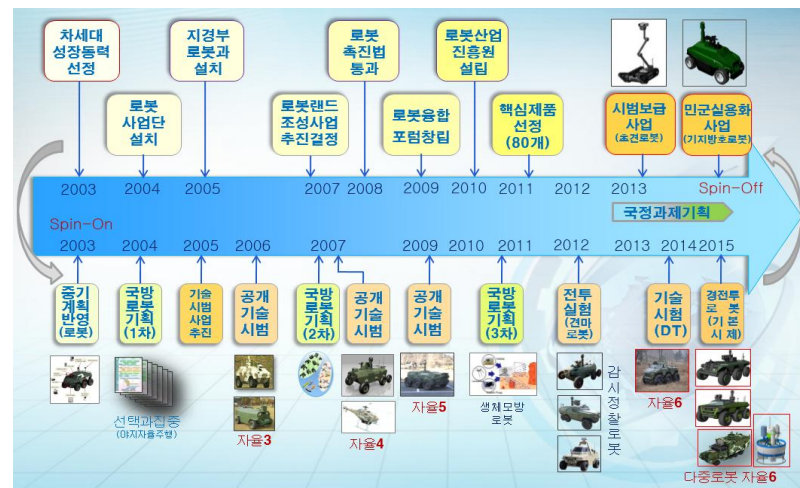 차세대
성장동력
선정
지경부
로봇과
설치
로봇
촉진법
통과
로봇산업
진흥원
설립
로봇
사업단
설치
로봇랜드
조성사업
추진결정
로봇융합
포럼창립
핵심제품
선정
(80개)
시범보급
사업
(초견로봇)
민군실용화
사업
(기지방호로봇)
2003 2004 2005 2007 2008 2009 2010 2011 2012 2013 Spin-Off
국정과제기획
Spin-On
2003 2004 2005 2006 2007 2009 2010 2011 2012 2013 2014 2015
중기
계획
반영
(로봇)
국방
로봇
기획
(1차)
기술
시범
사업
추진
공개
기술
시범
국방
로봇
기획
(2차)
공개
기술
시범
공개
기술
시범
국방
로봇
기획
(3차)
전투
실험
(견마
로봇)
기술
시험
(DT)
경전투
로봇
(기본
시제)
선택과집중
(야지자율주행)
자율3
자율4
자율5
생체모방
로봇
감시정찰로봇
자율6
다중로봇 자율6